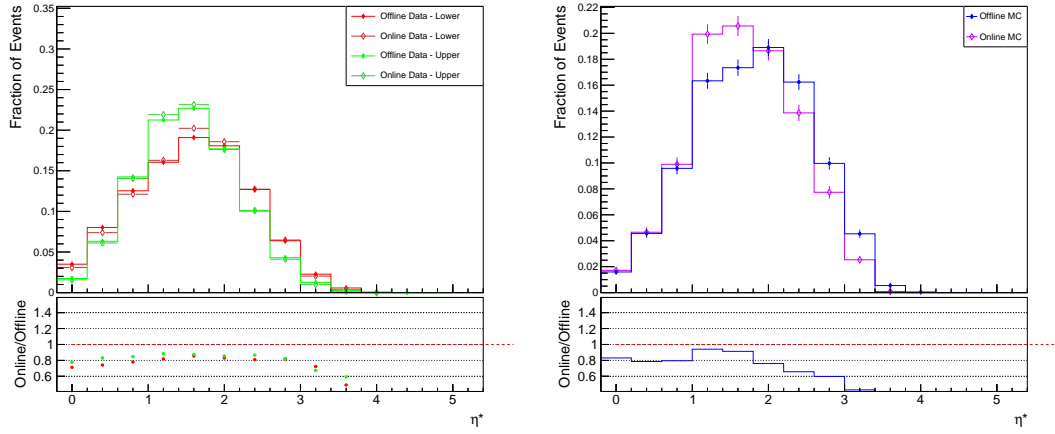 Fraction of Events
0.35
0.3
0.25
0.2
0.15
0.1
0.05
0
Offline Data - Lower
Online Data - Lower
Offline Data - Upper
Online Data - Upper
Online/Offline
1.4
1.2
1
0.8
0.6
0 1 2 3 4 5
η*
Fraction of Events
0.22
0.2
0.18
0.16
0.14
0.12
0.1
0.08
0.06
0.04
0.02
0
Offline MC
Online MC
Online/Offline
1.4
1.2
1
0.8
0.6
0 1 2 3 4 5
η*